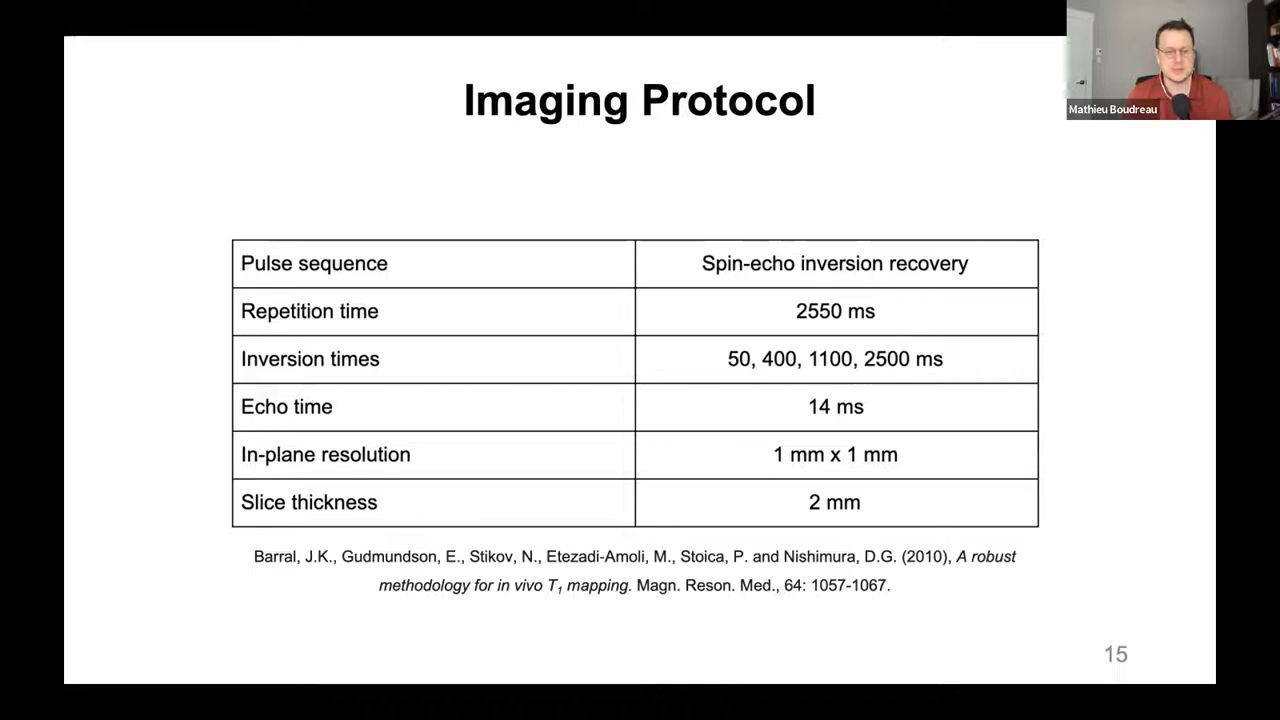 Imaging Protocol
Mathieu Boudreau
Pulse sequence Spin-echo inversion recovery
Repetition time 2550 ms
Inversion times 50, 400, 1100, 2500 ms
Echo time 14 ms
In-plane resolution 1 mm x 1 mm
Slice thickness 2 mm
Barral, J.K., Gudmundson, E., Stikov, N., Etezadi-Amoli, M., Stoica, P. and Nishimura, D.G. (2010), A robust
methodology for in vivo T₁ mapping. Magn. Reson. Med., 64: 1057-1067.
15